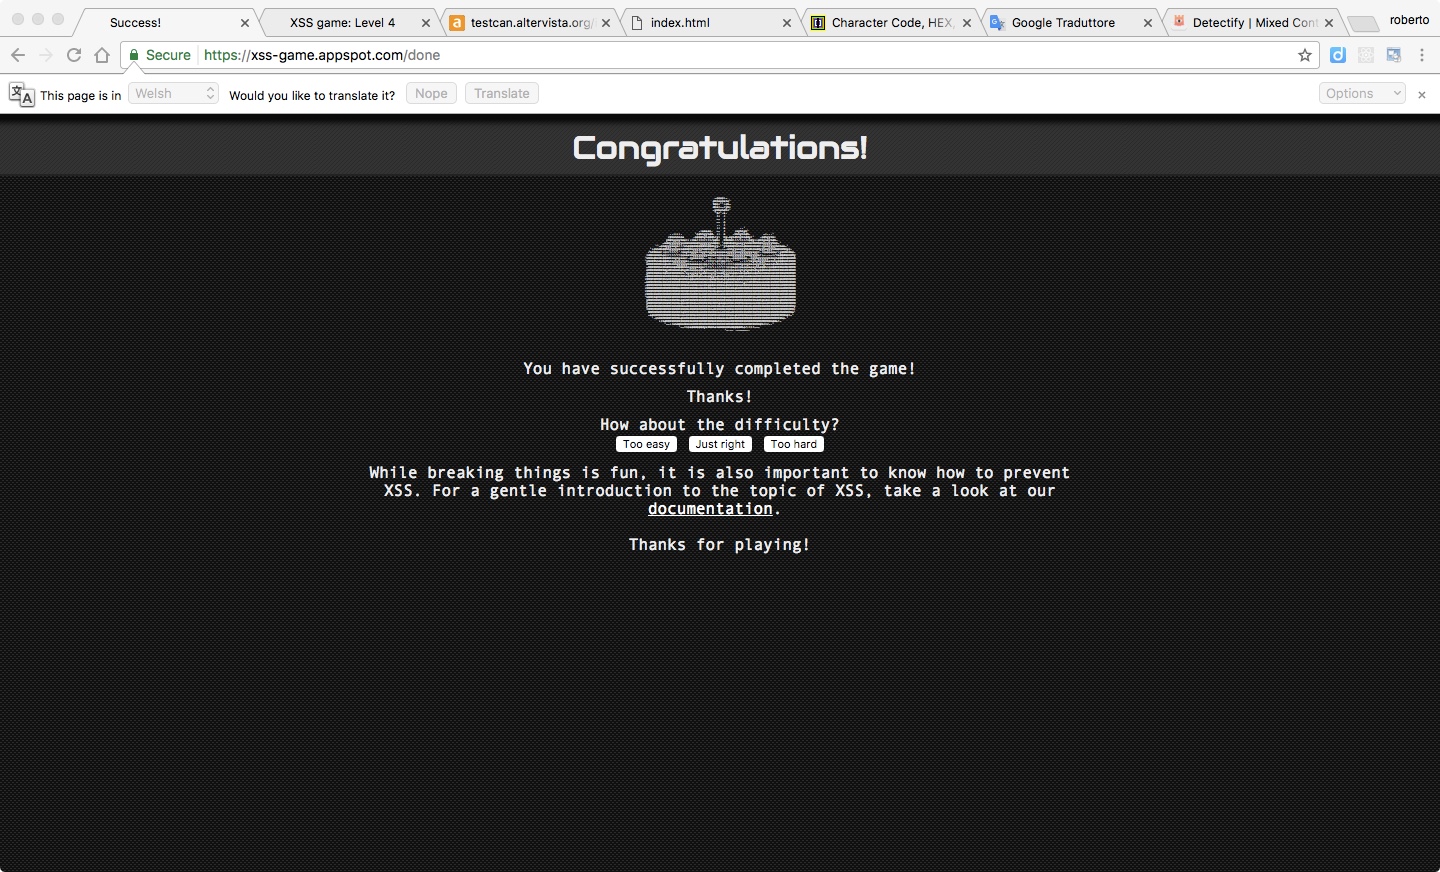 Success!
XSS game: Level 4
testcan.altervista.org/
index.html
Character Code, HEX,
Google Traduttore
Detectify | Mixed Cont
roberto
Secure
https://xss-game.appspot.com/done
This page is in
Welsh
Would you like to translate it?
Nope
Translate
Options
Congratulations!
You have successfully completed the game!
Thanks!
How about the difficulty?
Too easy
Just right
Too hard
While breaking things is fun, it is also important to know how to prevent
XSS. For a gentle introduction to the topic of XSS, take a look at our
documentation.
Thanks for playing!